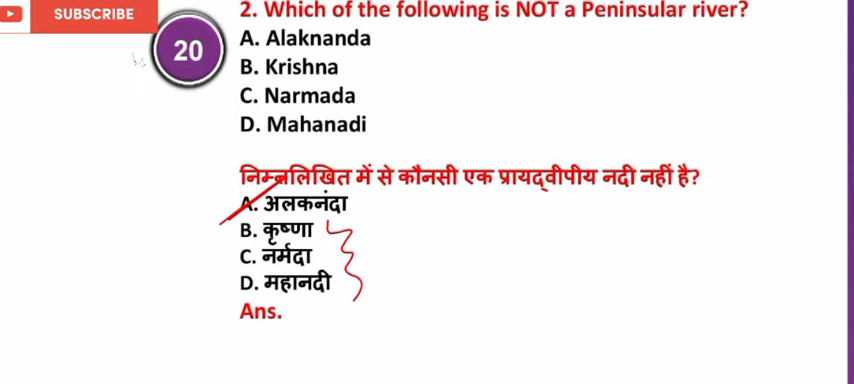 SUBSCRIBE
20
2. Which of the following is NOT a Peninsular river?
A. Alaknanda
B. Krishna
C. Narmada
D. Mahanadi
निम्नलिखित में से कौनसी एक प्रायद्वीपीय नदी नहीं है?
A. अलकनंदा
B. कृष्णा
C. नर्मदा
D. महानदी
Ans.